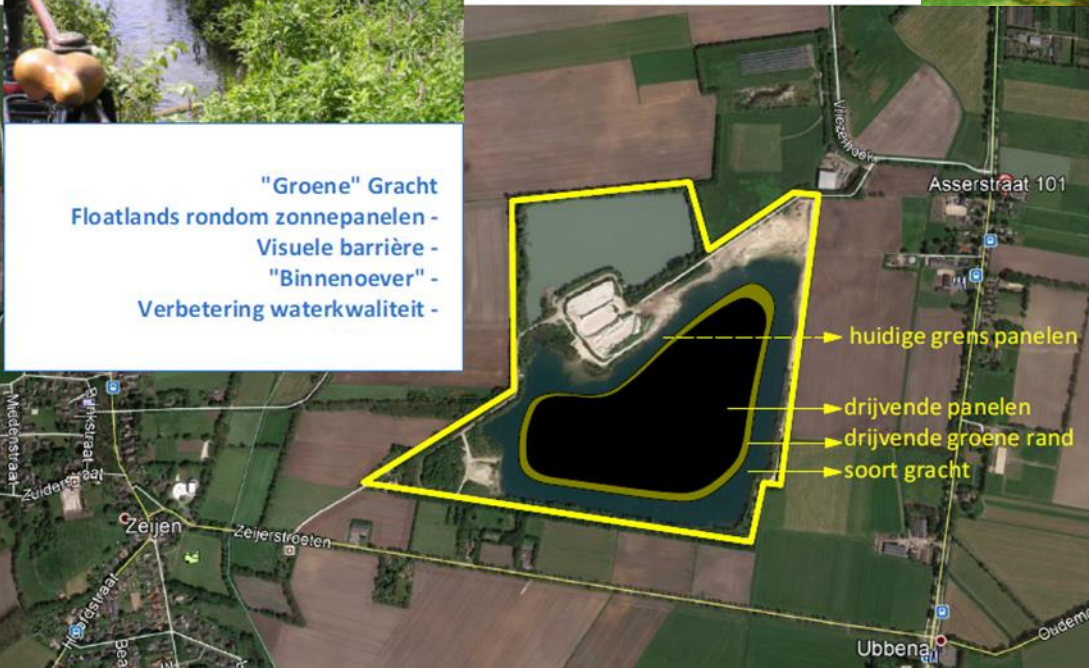 "Groene" Gracht
Floatlands rondom zonnepanelen -
Visuele barrière -
"Binnenoever" -
Verbetering waterkwaliteit -
Vriezerhoek
Asserstraat 101
huidige grens panelen
drijvende panelen
drijvende groene rand
soort gracht
Middenstraat
Zuiderstraat
Zeijen
Zeijerstroeten
Ubbena